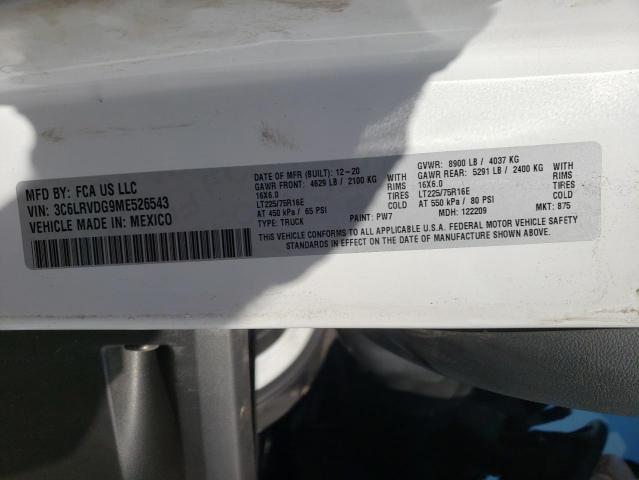 MFD BY: FCA US LLC
VIN: 3C6LRVDG9ME526543
VEHICLE MADE IN: MEXICO
DATE OF MFR (BUILT): 12-20
GAWR FRONT: 4629 LB / 2100 KG
16X6.0 RIMS
LT225/75R16E TIRES
AT 450 kPa / 65 PSI COLD
TYPE: TRUCK PAINT: PW7
GVWR: 8900 LB / 4037 KG
GAWR REAR: 5291 LB / 2400 KG
16X6.0 RIMS
LT225/75R16E TIRES
AT 550 kPa / 80 PSI COLD
MDH: 122209 MKT: 875
THIS VEHICLE CONFORMS TO ALL APPLICABLE U.S.A. FEDERAL MOTOR VEHICLE SAFETY
STANDARDS IN EFFECT ON THE DATE OF MANUFACTURE SHOWN ABOVE.